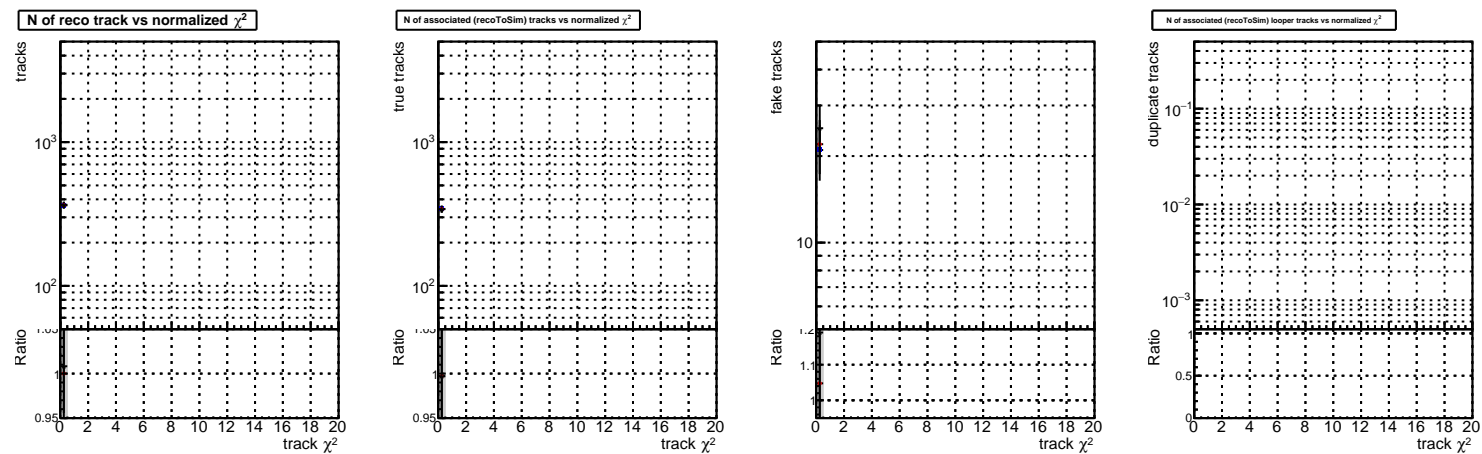 N of reco track vs normalized χ²
tracks
10³
10²
Ratio
1
0.95
0 2 4 6 8 10 12 14 16 18 20
track χ²
N of associated (recoToSim) tracks vs normalized χ²
true tracks
10³
10²
Ratio
1
0.95
0 2 4 6 8 10 12 14 16 18 20
track χ²
fake tracks
10
Ratio
1.2
1.1
1
0 2 4 6 8 10 12 14 16 18 20
track χ²
N of associated (recoToSim) looper tracks vs normalized χ²
duplicate tracks
10⁻¹
10⁻²
10⁻³
Ratio
1
0.5
0
0 2 4 6 8 10 12 14 16 18 20
track χ²